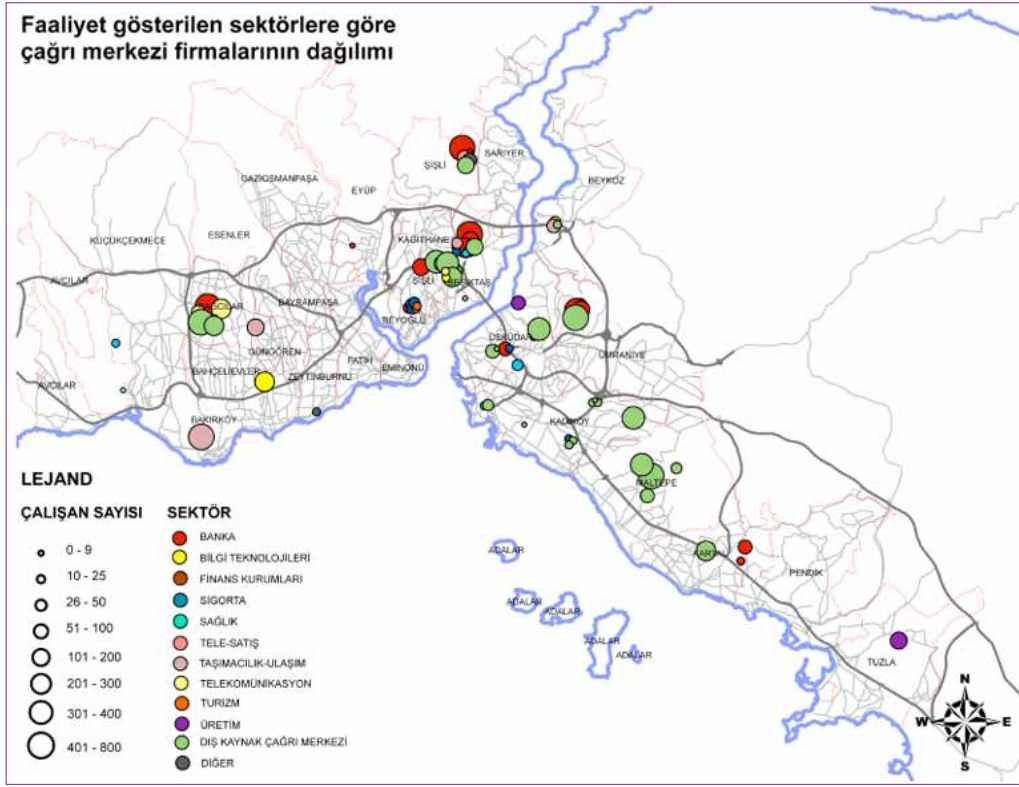 Faaliyet gösterilen sektörlere göre
çağrı merkezi firmalarının dağılımı
SARIYER
ŞİŞLİ
GAZİOSMANPAŞA
EYÜP
BEYKOZ
KÜÇÜKÇEKMECE
ESENLER
KAĞITHANE
AVCILAR
ŞİŞLİ
BEŞİKTAŞ
BAĞCILAR
BAYRAMPAŞA
BEYOĞLU
ÜSKÜDAR
GÜNGÖREN
FATİH
EMİNÖNÜ
ÜMRANİYE
AVCILAR
BAHÇELİEVLER
ZEYTİNBURNU
BAKIRKÖY
KADIKÖY
MALTEPE
KARTAL
PENDİK
ADALAR
ADALAR
ADALAR
ADALAR
ADALAR
TUZLA
LEJAND
ÇALIŞAN SAYISI
0 - 9
10 - 25
26 - 50
51 - 100
101 - 200
201 - 300
301 - 400
401 - 800
SEKTÖR
BANKA
BİLGİ TEKNOLOJİLERİ
FİNANS KURUMLARI
SİGORTA
SAĞLIK
TELE-SATIŞ
TAŞIMACILIK-ULAŞIM
TELEKOMÜNİKASYON
TURİZM
ÜRETİM
DIŞ KAYNAK ÇAĞRI MERKEZİ
DİĞER
N
W
E
S